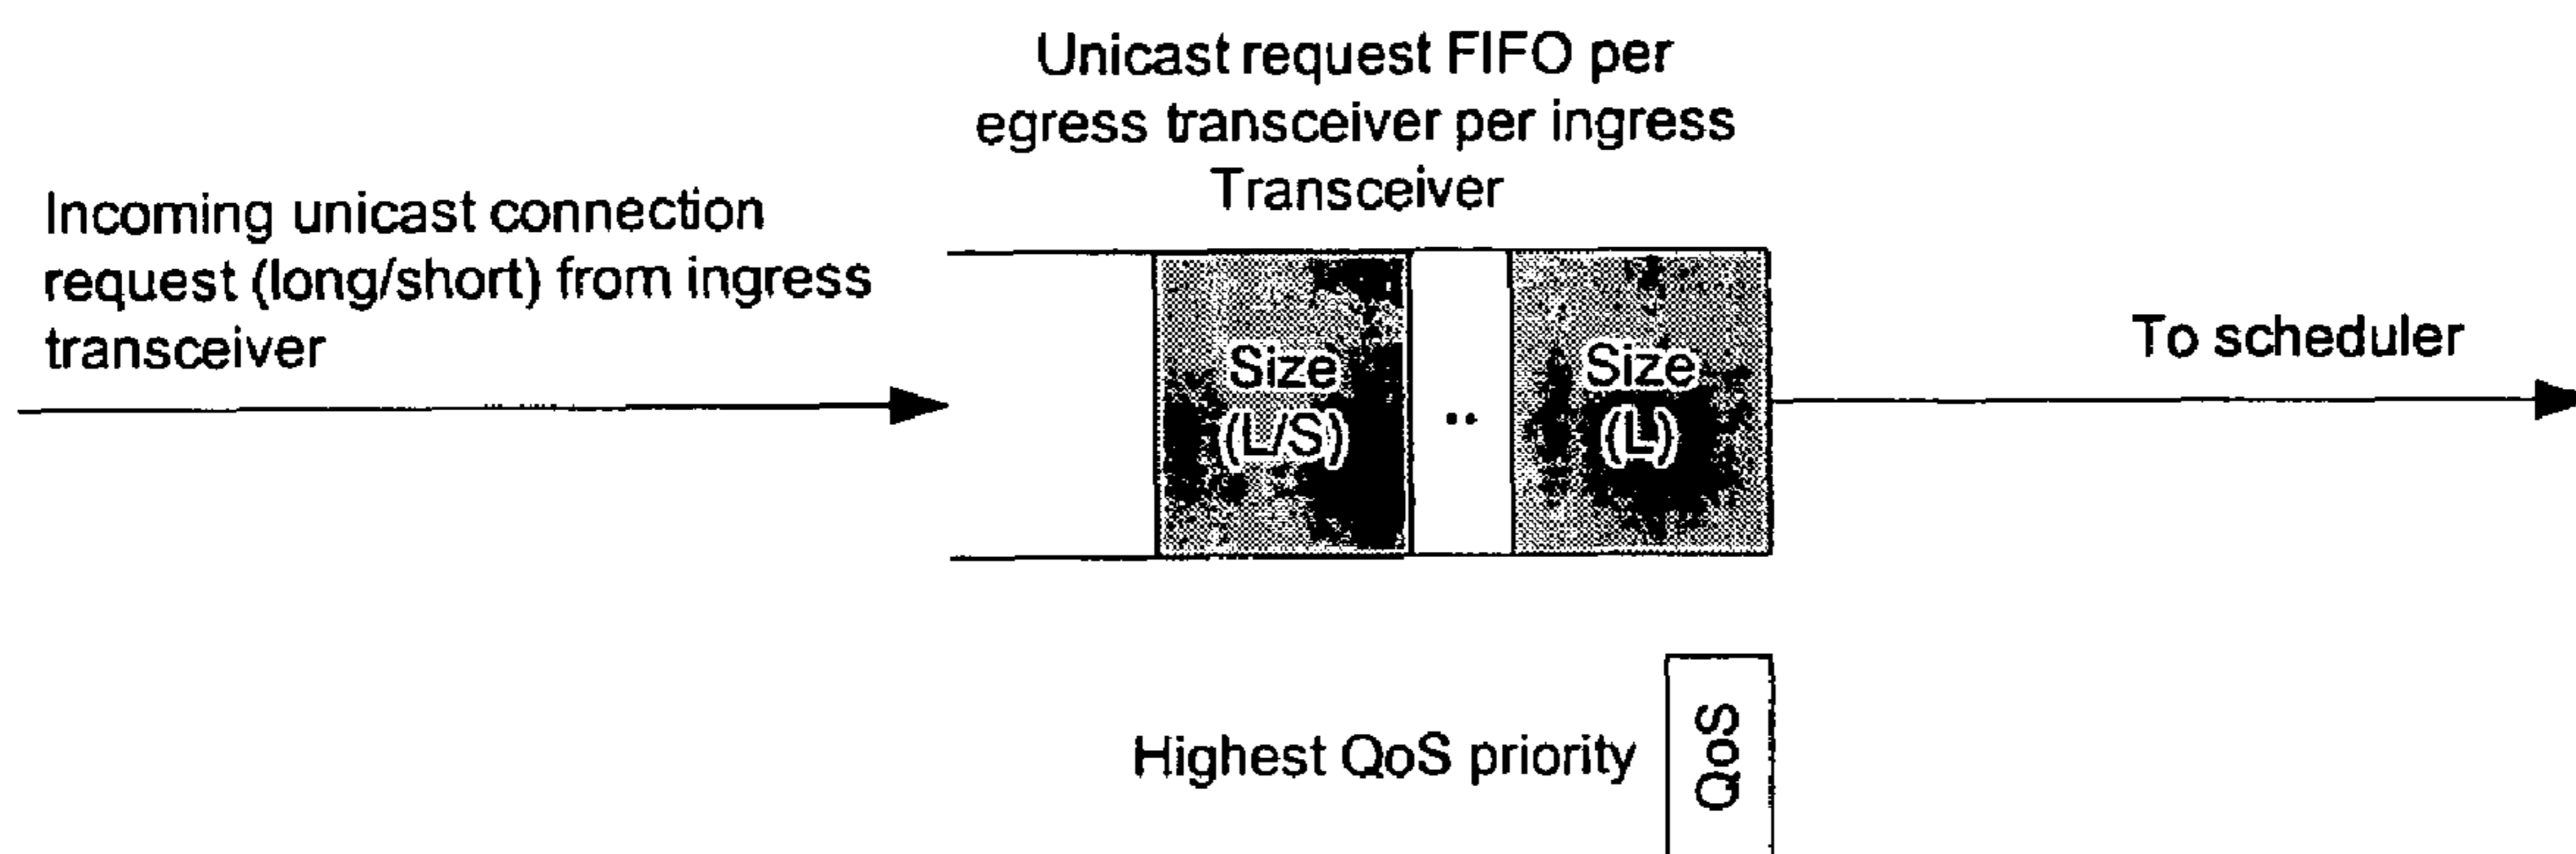 Unicast request FIFO per
egress transceiver per ingress
Transceiver
Incoming unicast connection
request (long/short) from ingress
transceiver
Size
(L/S)
..
Size
(L)
To scheduler
Highest QoS priority
QoS